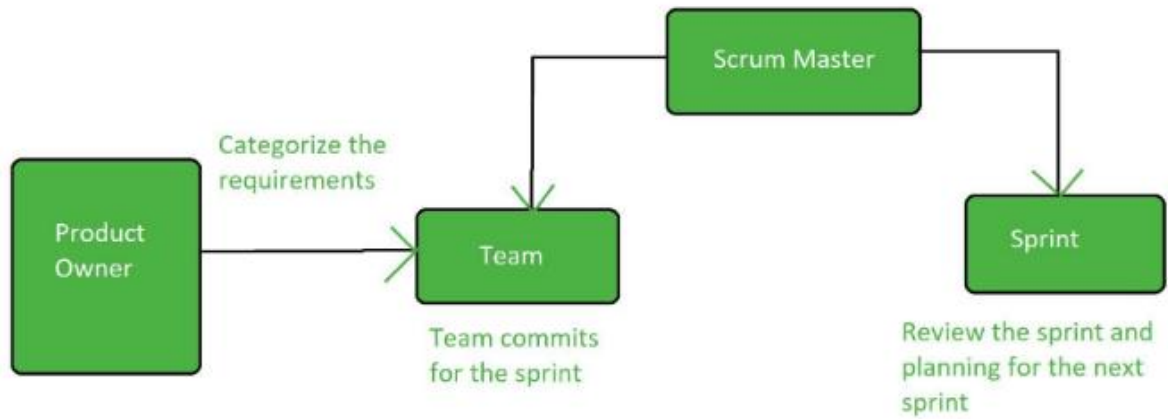 Scrum Master
Categorize the
requirements
Product
Owner
Team
Sprint
Team commits
for the sprint
Review the sprint and
planning for the next
sprint